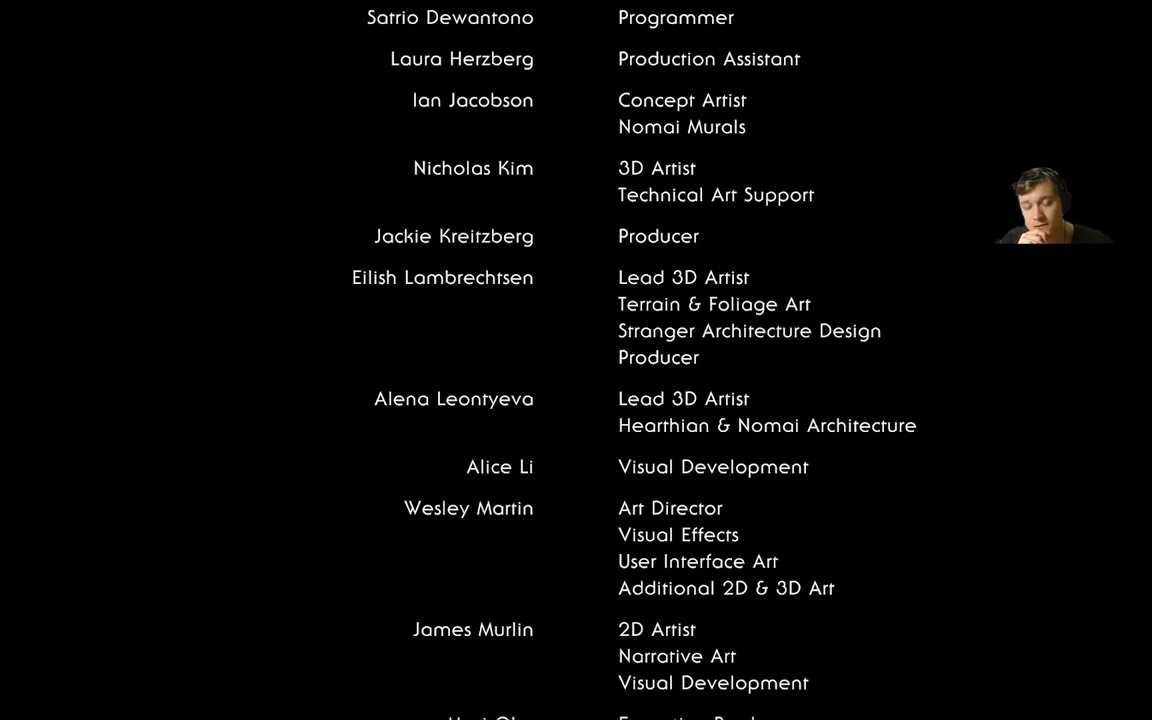 Satrio Dewantono Programmer
Laura Herzberg Production Assistant
Ian Jacobson Concept Artist
Nomai Murals
Nicholas Kim 3D Artist
Technical Art Support
Jackie Kreitzberg Producer
Eilish Lambrechtsen Lead 3D Artist
Terrain & Foliage Art
Stranger Architecture Design
Producer
Alena Leontyeva Lead 3D Artist
Hearthian & Nomai Architecture
Alice Li Visual Development
Wesley Martin Art Director
Visual Effects
User Interface Art
Additional 2D & 3D Art
James Murlin 2D Artist
Narrative Art
Visual Development